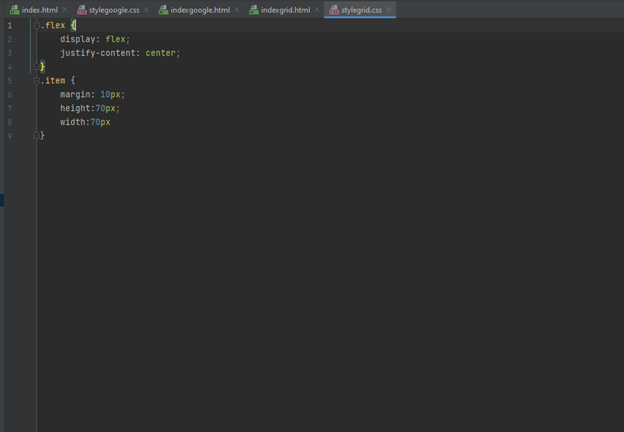 index.html stylegoogle.css indexgoogle.html indexgrid.html stylegrid.css
1 .flex {
2 display: flex;
3 justify-content: center;
4 }
5 .item {
6 margin: 10px;
7 height:70px;
8 width:70px
9 }